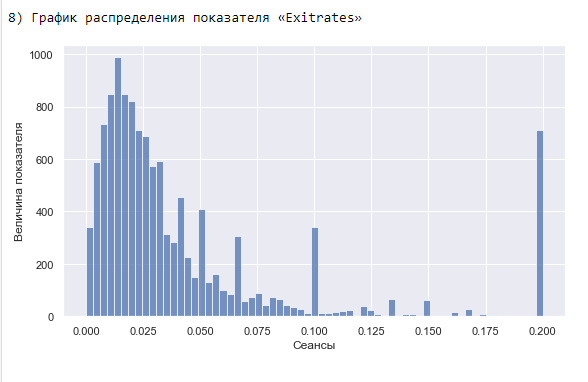 8) График распределения показателя «Exitrates»
1000
800
600
400
200
0
Величина показателя
0.000 0.025 0.050 0.075 0.100 0.125 0.150 0.175 0.200
Сеансы